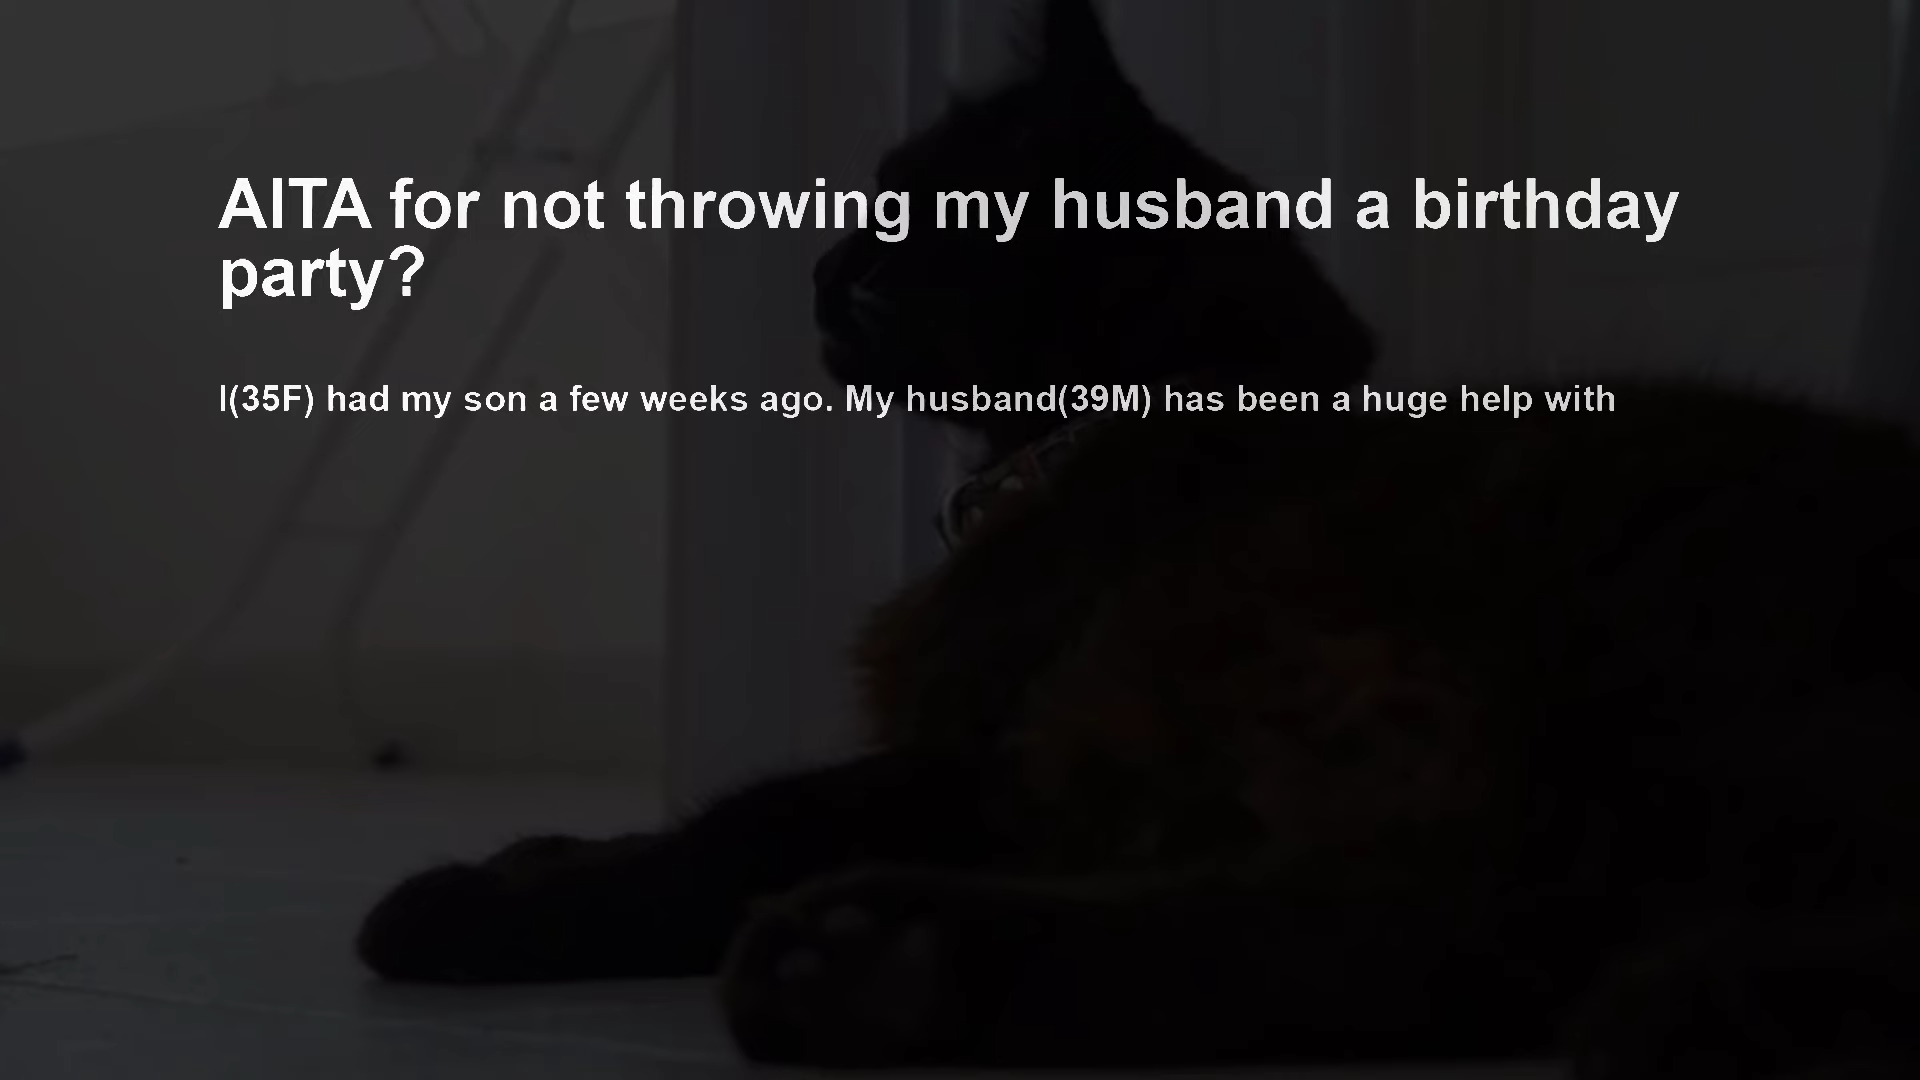 AITA for not throwing my husband a birthday
party?
I(35F) had my son a few weeks ago. My husband(39M) has been a huge help with